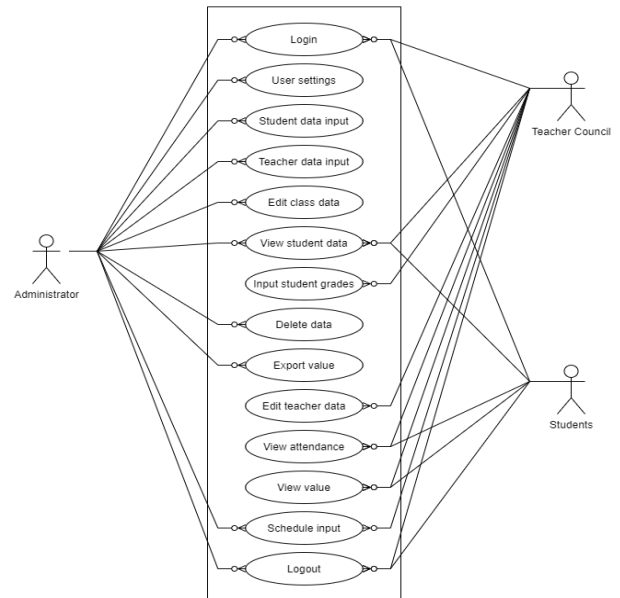 Login
User settings
Student data input
Teacher data input
Teacher Council
Edit class data
View student data
Administrator
Input student grades
Delete data
Export value
Edit teacher data
Students
View attendance
View value
Schedule input
Logout